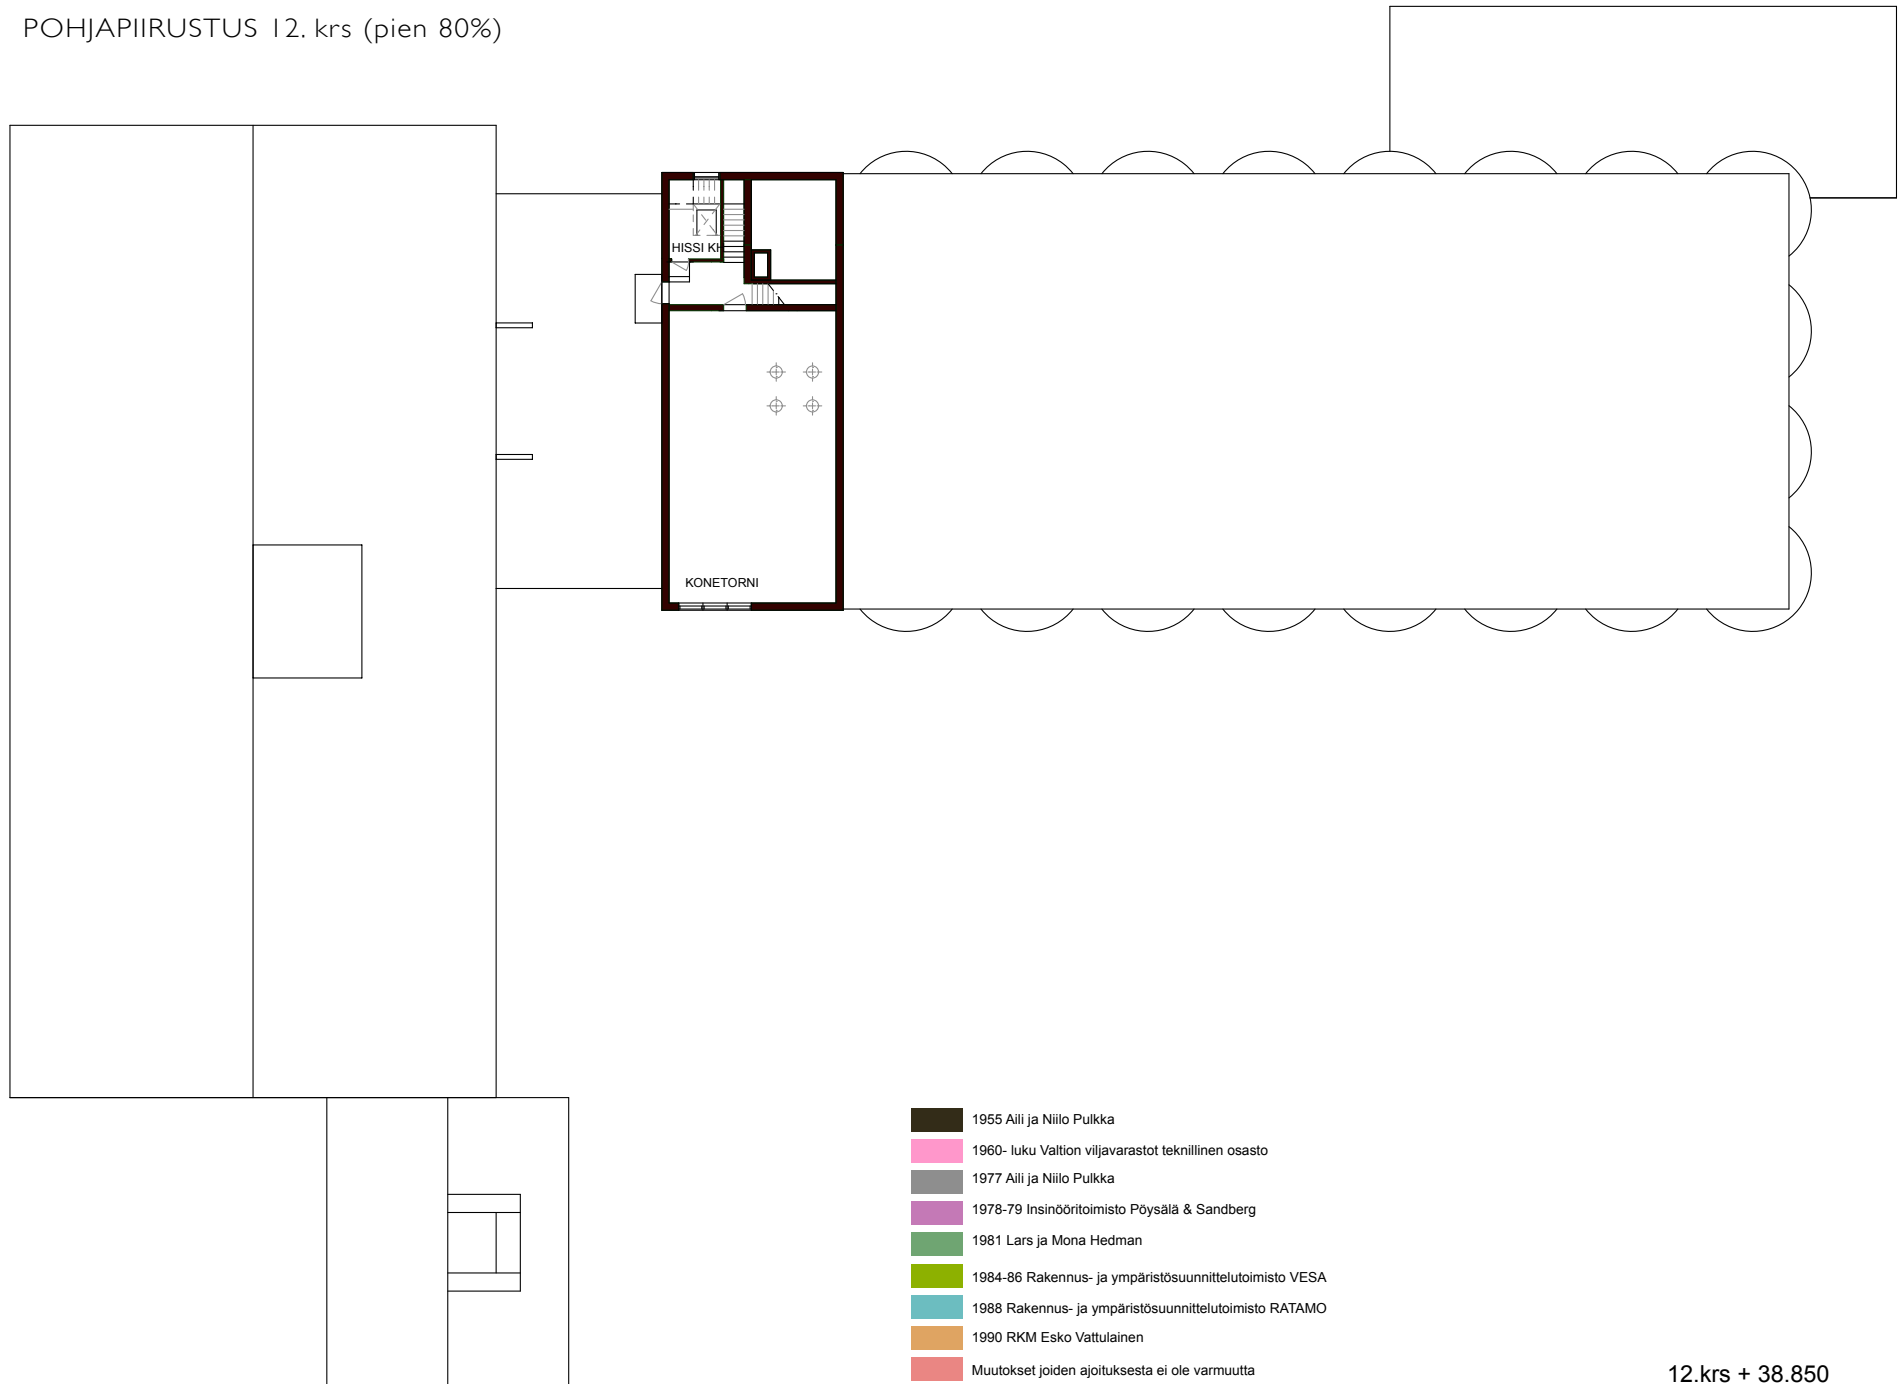 POHJAPIIRUSTUS 12. krs (pien 80%)
HISSI KH
KONETORNI
1955 Aili ja Niilo Pulkka
1960- luku Valtion viljavarastot teknillinen osasto
1977 Aili ja Niilo Pulkka
1978-79 Insinööritoimisto Pöysälä & Sandberg
1981 Lars ja Mona Hedman
1984-86 Rakennus- ja ympäristösuunnittelutoimisto VESA
1988 Rakennus- ja ympäristösuunnittelutoimisto RATAMO
1990 RKM Esko Vattulainen
Muutokset joiden ajoituksesta ei ole varmuutta
12.krs + 38.850